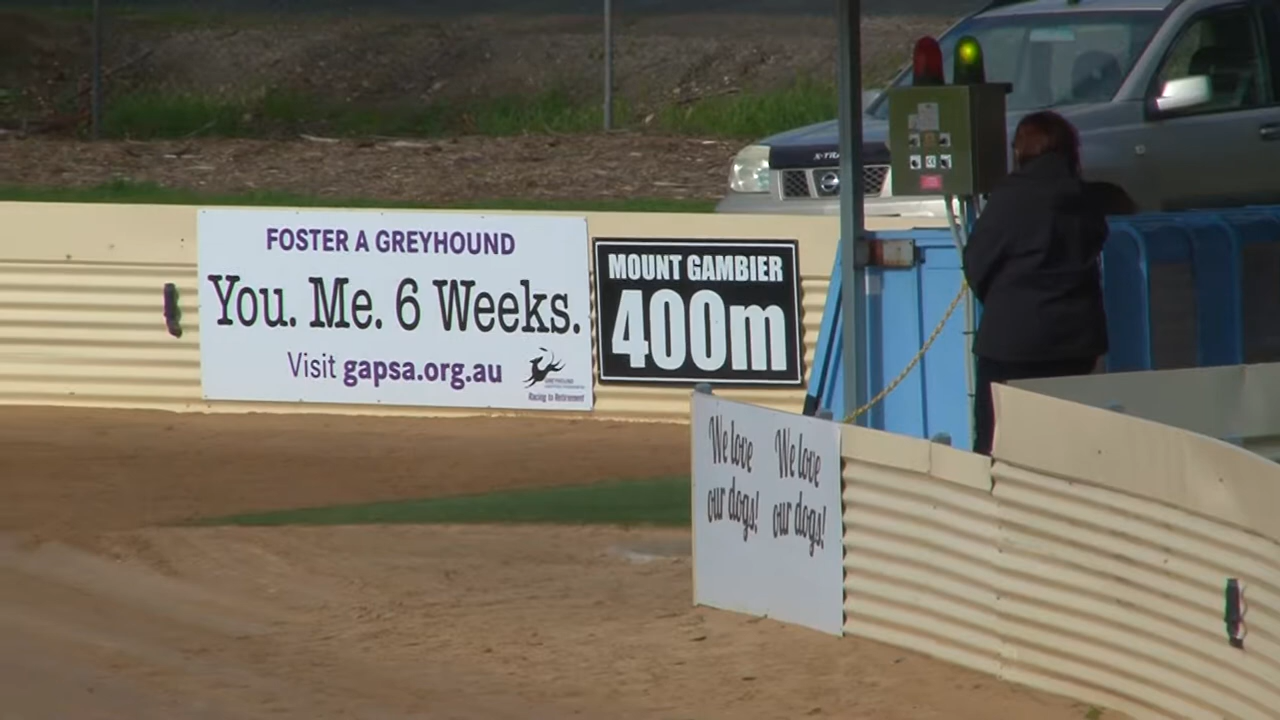 FOSTER A GREYHOUND
You. Me. 6 Weeks.
Visit gapsa.org.au
GREYHOUND
Racing to Retirement
MOUNT GAMBIER
400m
We love
our dogs!
We love
our dogs!
X-TRAIL